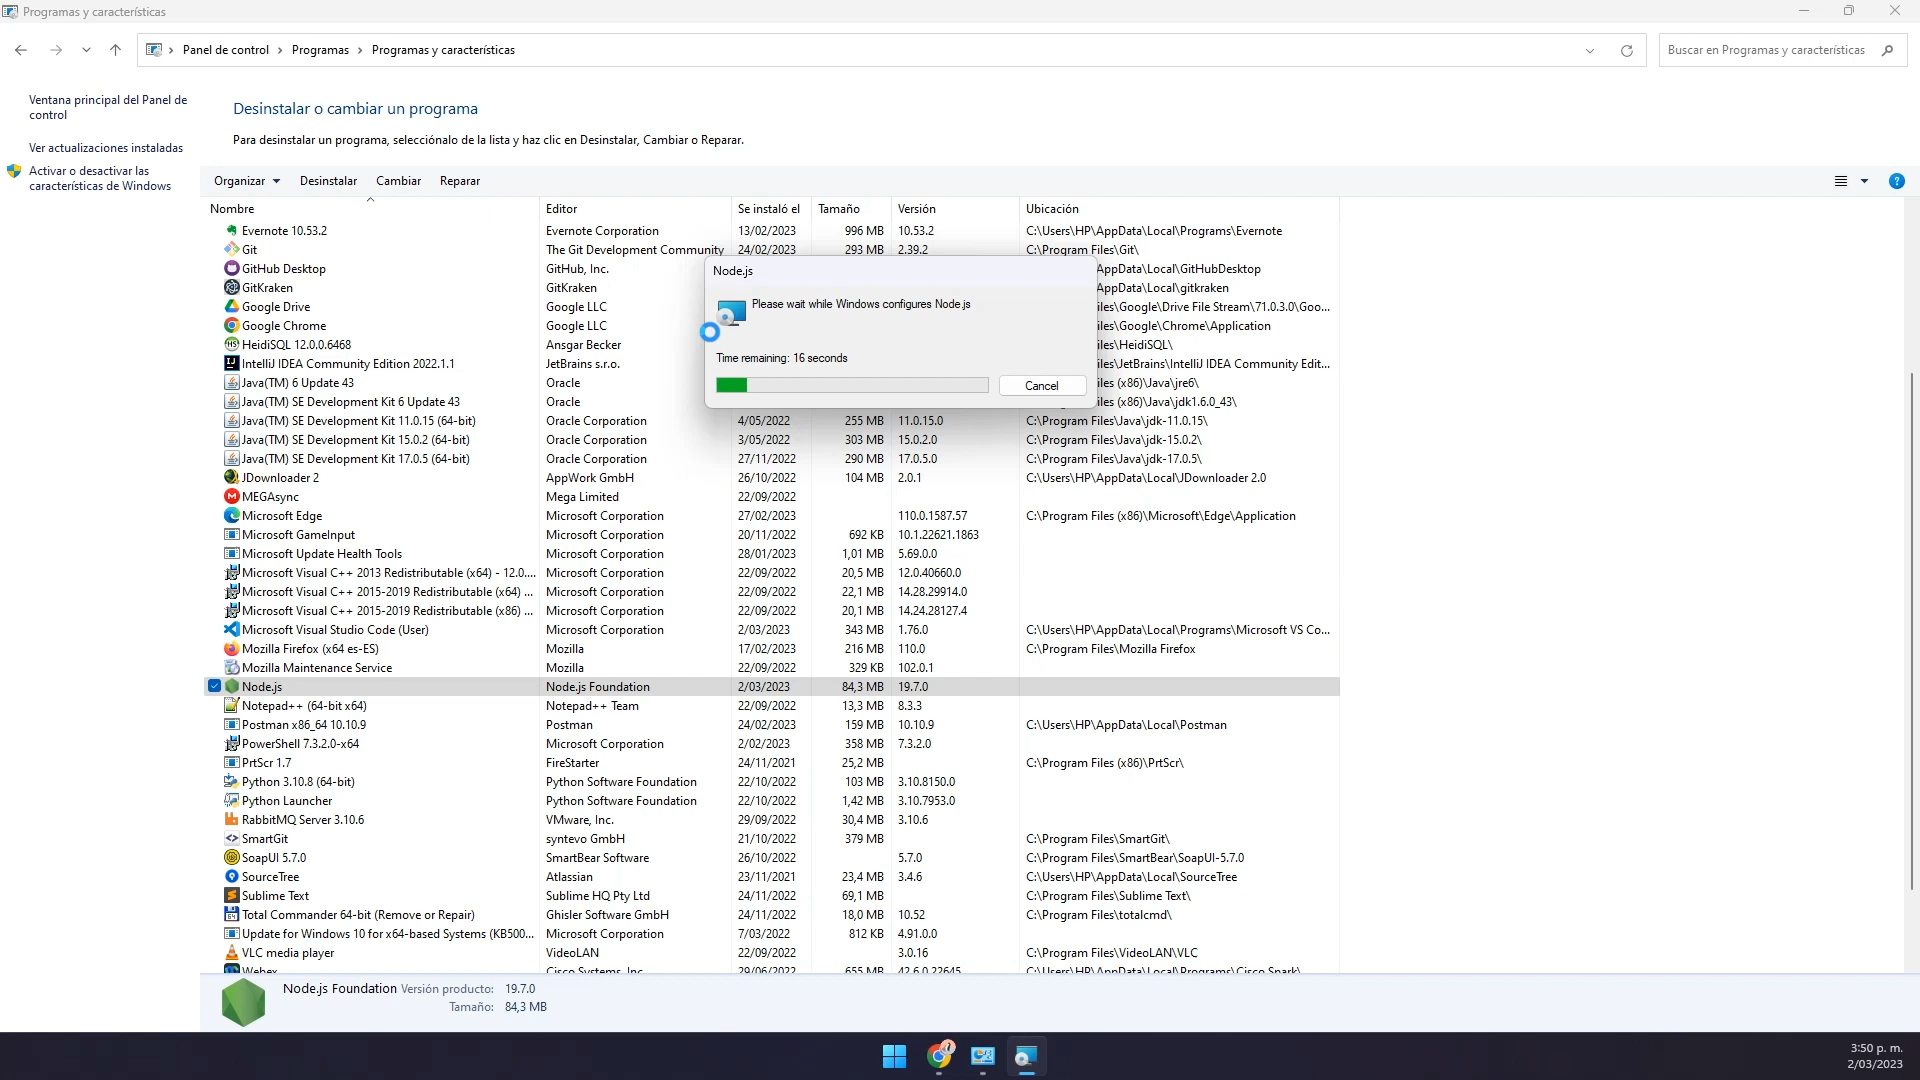 Programas y características
Panel de control > Programas > Programas y características
Buscar en Programas y características
Ventana principal del Panel de control
Ver actualizaciones instaladas
Activar o desactivar las características de Windows
Desinstalar o cambiar un programa
Para desinstalar un programa, selecciónalo de la lista y haz clic en Desinstalar, Cambiar o Reparar.
Organizar Desinstalar Cambiar Reparar
Nombre Editor Se instaló el Tamaño Versión Ubicación
Evernote 10.53.2 Evernote Corporation 13/02/2023 996 MB 10.53.2 C:\Users\HP\AppData\Local\Programs\Evernote
Git The Git Development Community 24/02/2023 293 MB 2.39.2 C:\Program Files\Git\
GitHub Desktop GitHub, Inc. AppData\Local\GitHubDesktop
GitKraken GitKraken AppData\Local\gitkraken
Google Drive Google LLC iles\Google\Drive File Stream\71.0.3.0\Goo...
Google Chrome Google LLC iles\Google\Chrome\Application
HeidiSQL 12.0.0.6468 Ansgar Becker iles\HeidiSQL\
IntelliJ IDEA Community Edition 2022.1.1 JetBrains s.r.o. iles\JetBrains\IntelliJ IDEA Community Edit...
Java(TM) 6 Update 43 Oracle iles (x86)\Java\jre6\
Java(TM) SE Development Kit 6 Update 43 Oracle iles (x86)\Java\jdk1.6.0_43\
Node.js
Please wait while Windows configures Node.js
Time remaining: 16 seconds
Cancel
Java(TM) SE Development Kit 11.0.15 (64-bit) Oracle Corporation 4/05/2022 255 MB 11.0.15.0 C:\Program Files\Java\jdk-11.0.15\
Java(TM) SE Development Kit 15.0.2 (64-bit) Oracle Corporation 3/05/2022 303 MB 15.0.2.0 C:\Program Files\Java\jdk-15.0.2\
Java(TM) SE Development Kit 17.0.5 (64-bit) Oracle Corporation 27/11/2022 290 MB 17.0.5.0 C:\Program Files\Java\jdk-17.0.5\
JDownloader 2 AppWork GmbH 26/10/2022 104 MB 2.0.1 C:\Users\HP\AppData\Local\JDownloader 2.0
MEGAsync Mega Limited 22/09/2022
Microsoft Edge Microsoft Corporation 27/02/2023 110.0.1587.57 C:\Program Files (x86)\Microsoft\Edge\Application
Microsoft GameInput Microsoft Corporation 20/11/2022 692 KB 10.1.22621.1863
Microsoft Update Health Tools Microsoft Corporation 28/01/2023 1,01 MB 5.69.0.0
Microsoft Visual C++ 2013 Redistributable (x64) - 12.0.... Microsoft Corporation 22/09/2022 20,5 MB 12.0.40660.0
Microsoft Visual C++ 2015-2019 Redistributable (x64) ... Microsoft Corporation 22/09/2022 22,1 MB 14.28.29914.0
Microsoft Visual C++ 2015-2019 Redistributable (x86) ... Microsoft Corporation 22/09/2022 20,1 MB 14.24.28127.4
Microsoft Visual Studio Code (User) Microsoft Corporation 2/03/2023 343 MB 1.76.0 C:\Users\HP\AppData\Local\Programs\Microsoft VS Co...
Mozilla Firefox (x64 es-ES) Mozilla 17/02/2023 216 MB 110.0 C:\Program Files\Mozilla Firefox
Mozilla Maintenance Service Mozilla 22/09/2022 329 KB 102.0.1
Node.js Node.js Foundation 2/03/2023 84,3 MB 19.7.0
Notepad++ (64-bit x64) Notepad++ Team 22/09/2022 13,3 MB 8.3.3
Postman x86_64 10.10.9 Postman 24/02/2023 159 MB 10.10.9 C:\Users\HP\AppData\Local\Postman
PowerShell 7.3.2.0-x64 Microsoft Corporation 2/02/2023 358 MB 7.3.2.0
PrtScr 1.7 FireStarter 24/11/2021 25,2 MB C:\Program Files (x86)\PrtScr\
Python 3.10.8 (64-bit) Python Software Foundation 22/10/2022 103 MB 3.10.8150.0
Python Launcher Python Software Foundation 22/10/2022 1,42 MB 3.10.7953.0
RabbitMQ Server 3.10.6 VMware, Inc. 29/09/2022 30,4 MB 3.10.6
SmartGit syntevo GmbH 21/10/2022 379 MB C:\Program Files\SmartGit\
SoapUI 5.7.0 SmartBear Software 26/10/2022 5.7.0 C:\Program Files\SmartBear\SoapUI-5.7.0
SourceTree Atlassian 23/11/2021 23,4 MB 3.4.6 C:\Users\HP\AppData\Local\SourceTree
Sublime Text Sublime HQ Pty Ltd 24/11/2022 69,1 MB C:\Program Files\Sublime Text\
Total Commander 64-bit (Remove or Repair) Ghisler Software GmbH 24/11/2022 18,0 MB 10.52 C:\Program Files\totalcmd\
Update for Windows 10 for x64-based Systems (KB500... Microsoft Corporation 7/03/2022 812 KB 4.91.0.0
VLC media player VideoLAN 22/09/2022 3.0.16 C:\Program Files\VideoLAN\VLC
Webex Cisco Systems, Inc 29/06/2022 655 MB 42.6.0.22645 C:\Users\HP\AppData\Local\Programs\Cisco Spark\
Node.js Foundation Versión producto: 19.7.0
Tamaño: 84,3 MB
3:50 p. m.
2/03/2023